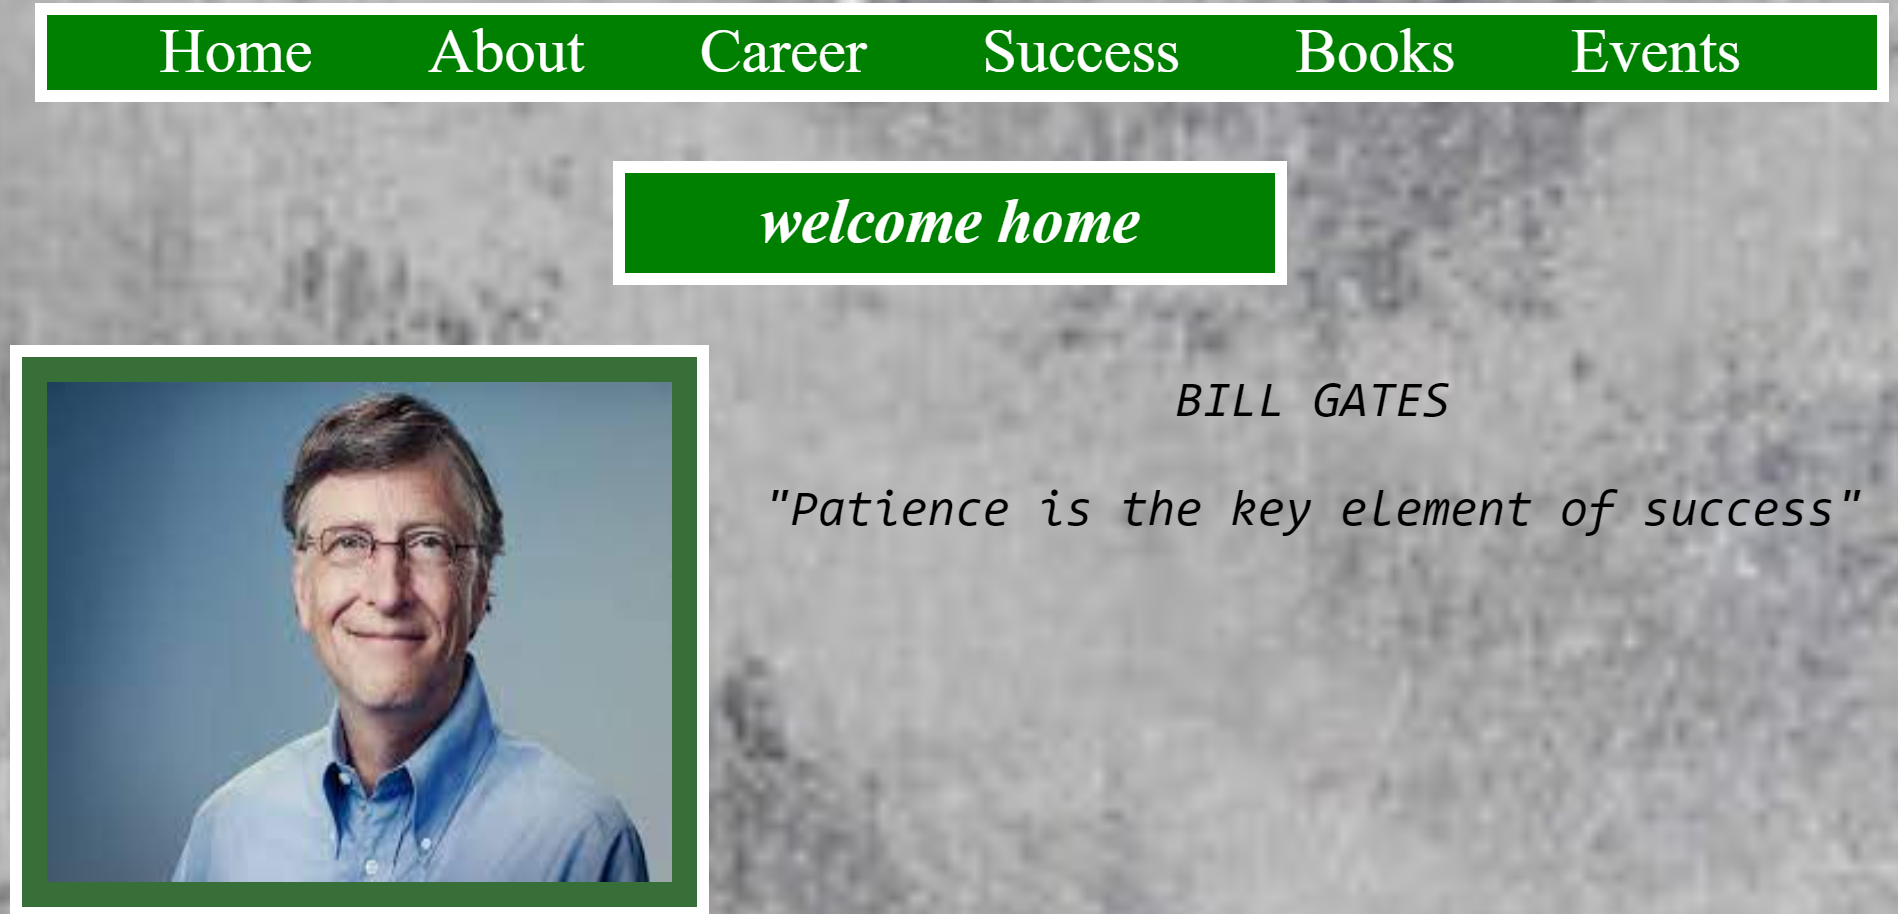 Home About Career Success Books Events
welcome home
BILL GATES
"Patience is the key element of success"